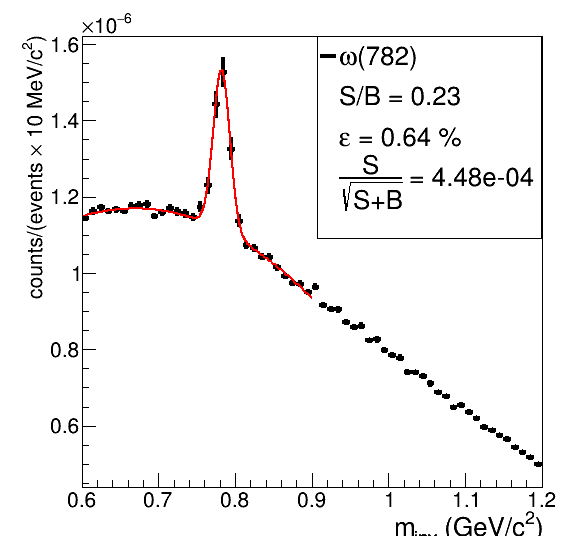 ×10⁻⁶
counts/(events × 10 MeV/c²)
1.6
1.4
1.2
1
0.8
0.6
ω(782)
S/B = 0.23
ε = 0.64 %
S
√S+B = 4.48e-04
0.6 0.7 0.8 0.9 1 1.1 1.2
(GeV/c²)